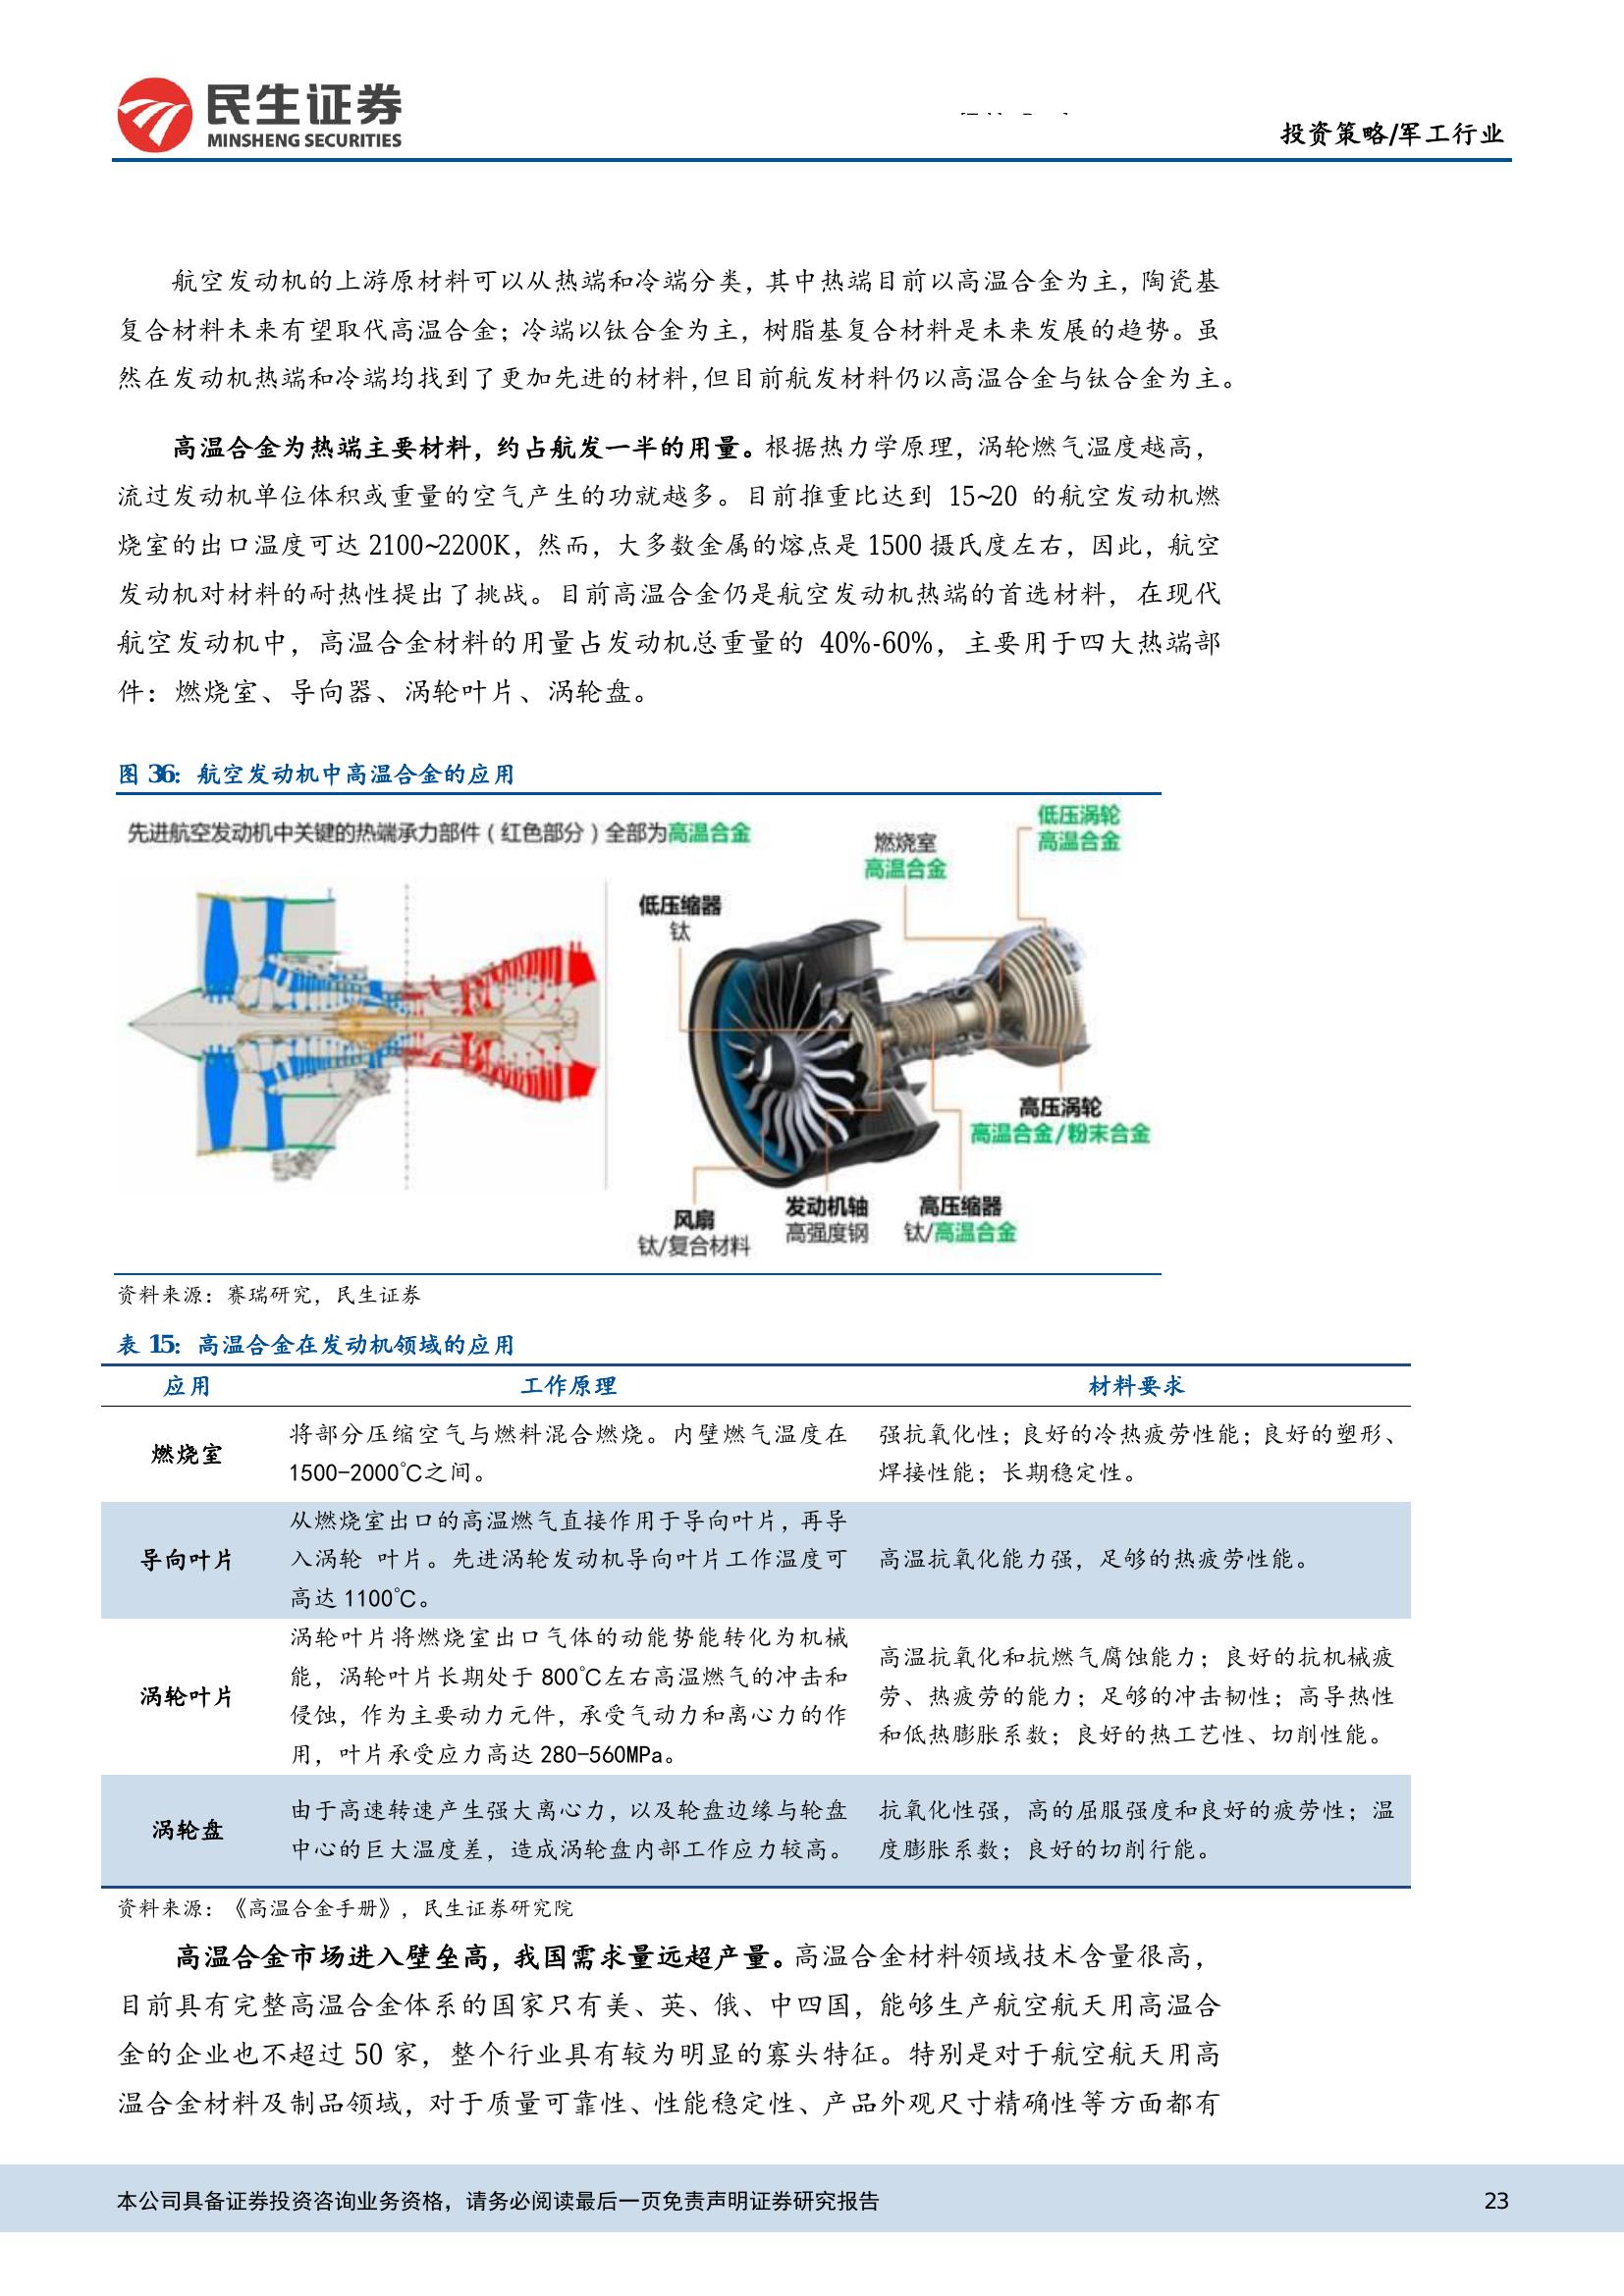 民生证券
MINSHENG SECURITIES
投资策略/军工行业
航空发动机的上游原材料可以从热端和冷端分类，其中热端目前以高温合金为主，陶瓷基
复合材料未来有望取代高温合金；冷端以钛合金为主，树脂基复合材料是未来发展的趋势。虽
然在发动机热端和冷端均找到了更加先进的材料，但目前航发材料仍以高温合金与钛合金为主。
高温合金为热端主要材料，约占航发一半的用量。根据热力学原理，涡轮燃气温度越高，
流过发动机单位体积或重量的空气产生的功就越多。目前推重比达到 15~20 的航空发动机燃
烧室的出口温度可达 2100~2200K，然而，大多数金属的熔点是 1500 摄氏度左右，因此，航空
发动机对材料的耐热性提出了挑战。目前高温合金仍是航空发动机热端的首选材料，在现代
航空发动机中，高温合金材料的用量占发动机总重量的 40%-60%，主要用于四大热端部
件：燃烧室、导向器、涡轮叶片、涡轮盘。
图 36: 航空发动机中高温合金的应用
先进航空发动机中关键的热端承力部件（红色部分）全部为高温合金
低压涡轮
高温合金
燃烧室
高温合金
低压缩器
钛
高压涡轮
高温合金/粉末合金
风扇
钛/复合材料
发动机轴
高强度钢
高压缩器
钛/高温合金
资料来源：赛瑞研究，民生证券
表 15: 高温合金在发动机领域的应用
应用 工作原理 材料要求
燃烧室
将部分压缩空气与燃料混合燃烧。内壁燃气温度在
1500-2000℃之间。
强抗氧化性；良好的冷热疲劳性能；良好的塑形、
焊接性能；长期稳定性。
导向叶片
从燃烧室出口的高温燃气直接作用于导向叶片，再导
入涡轮 叶片。先进涡轮发动机导向叶片工作温度可
高达 1100℃。
高温抗氧化能力强，足够的热疲劳性能。
涡轮叶片
涡轮叶片将燃烧室出口气体的动能势能转化为机械
能，涡轮叶片长期处于 800℃左右高温燃气的冲击和
侵蚀，作为主要动力元件，承受气动力和离心力的作
用，叶片承受应力高达 280-560MPa。
高温抗氧化和抗燃气腐蚀能力；良好的抗机械疲
劳、热疲劳的能力；足够的冲击韧性；高导热性
和低热膨胀系数；良好的热工艺性、切削性能。
涡轮盘
由于高速转速产生强大离心力，以及轮盘边缘与轮盘
中心的巨大温度差，造成涡轮盘内部工作应力较高。
抗氧化性强，高的屈服强度和良好的疲劳性；温
度膨胀系数；良好的切削行能。
资料来源：《高温合金手册》，民生证券研究院
高温合金市场进入壁垒高，我国需求量远超产量。高温合金材料领域技术含量很高，
目前具有完整高温合金体系的国家只有美、英、俄、中四国，能够生产航空航天用高温合
金的企业也不超过 50 家，整个行业具有较为明显的寡头特征。特别是对于航空航天用高
温合金材料及制品领域，对于质量可靠性、性能稳定性、产品外观尺寸精确性等方面都有
本公司具备证券投资咨询业务资格，请务必阅读最后一页免责声明证券研究报告 23